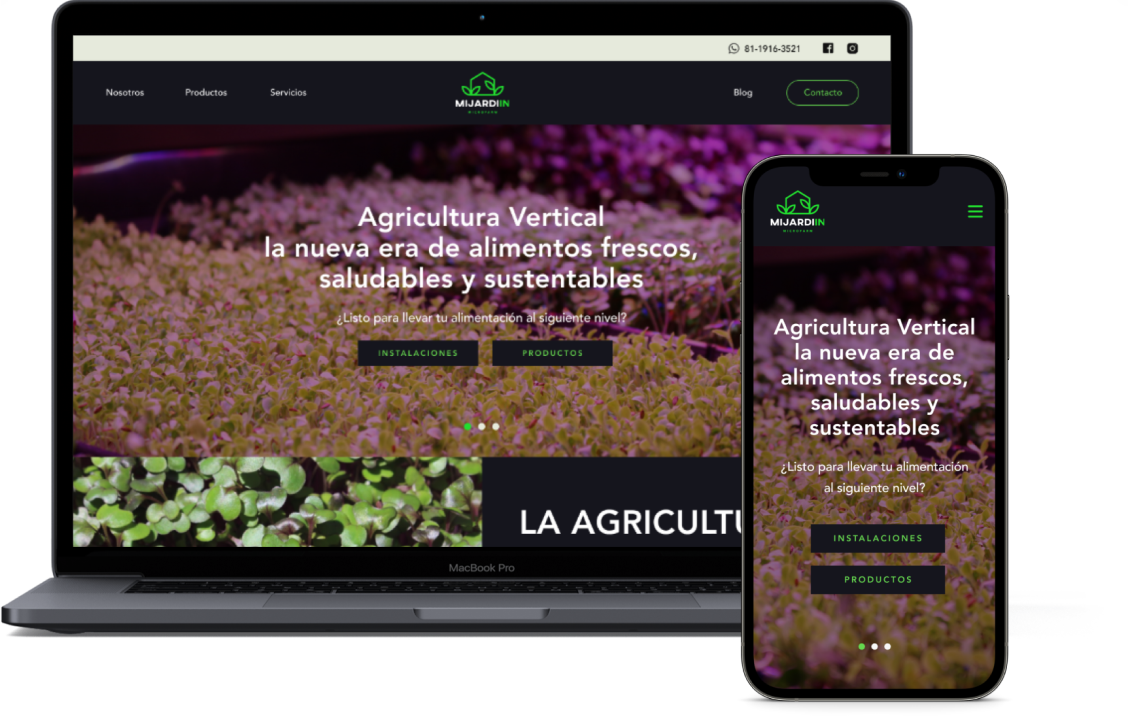 81-1916-3521
Nosotros
Productos
Servicios
MIJARDIIN
MICROFARM
Blog
Contacto
Agricultura Vertical
la nueva era de alimentos frescos,
saludables y sustentables
¿Listo para llevar tu alimentación al siguiente nivel?
INSTALACIONES
PRODUCTOS
LA AGRICULTU
MacBook Pro
MIJARDIIN
MICROFARM
Agricultura Vertical
la nueva era de
alimentos frescos,
saludables y
sustentables
¿Listo para llevar tu alimentación
al siguiente nivel?
INSTALACIONES
PRODUCTOS